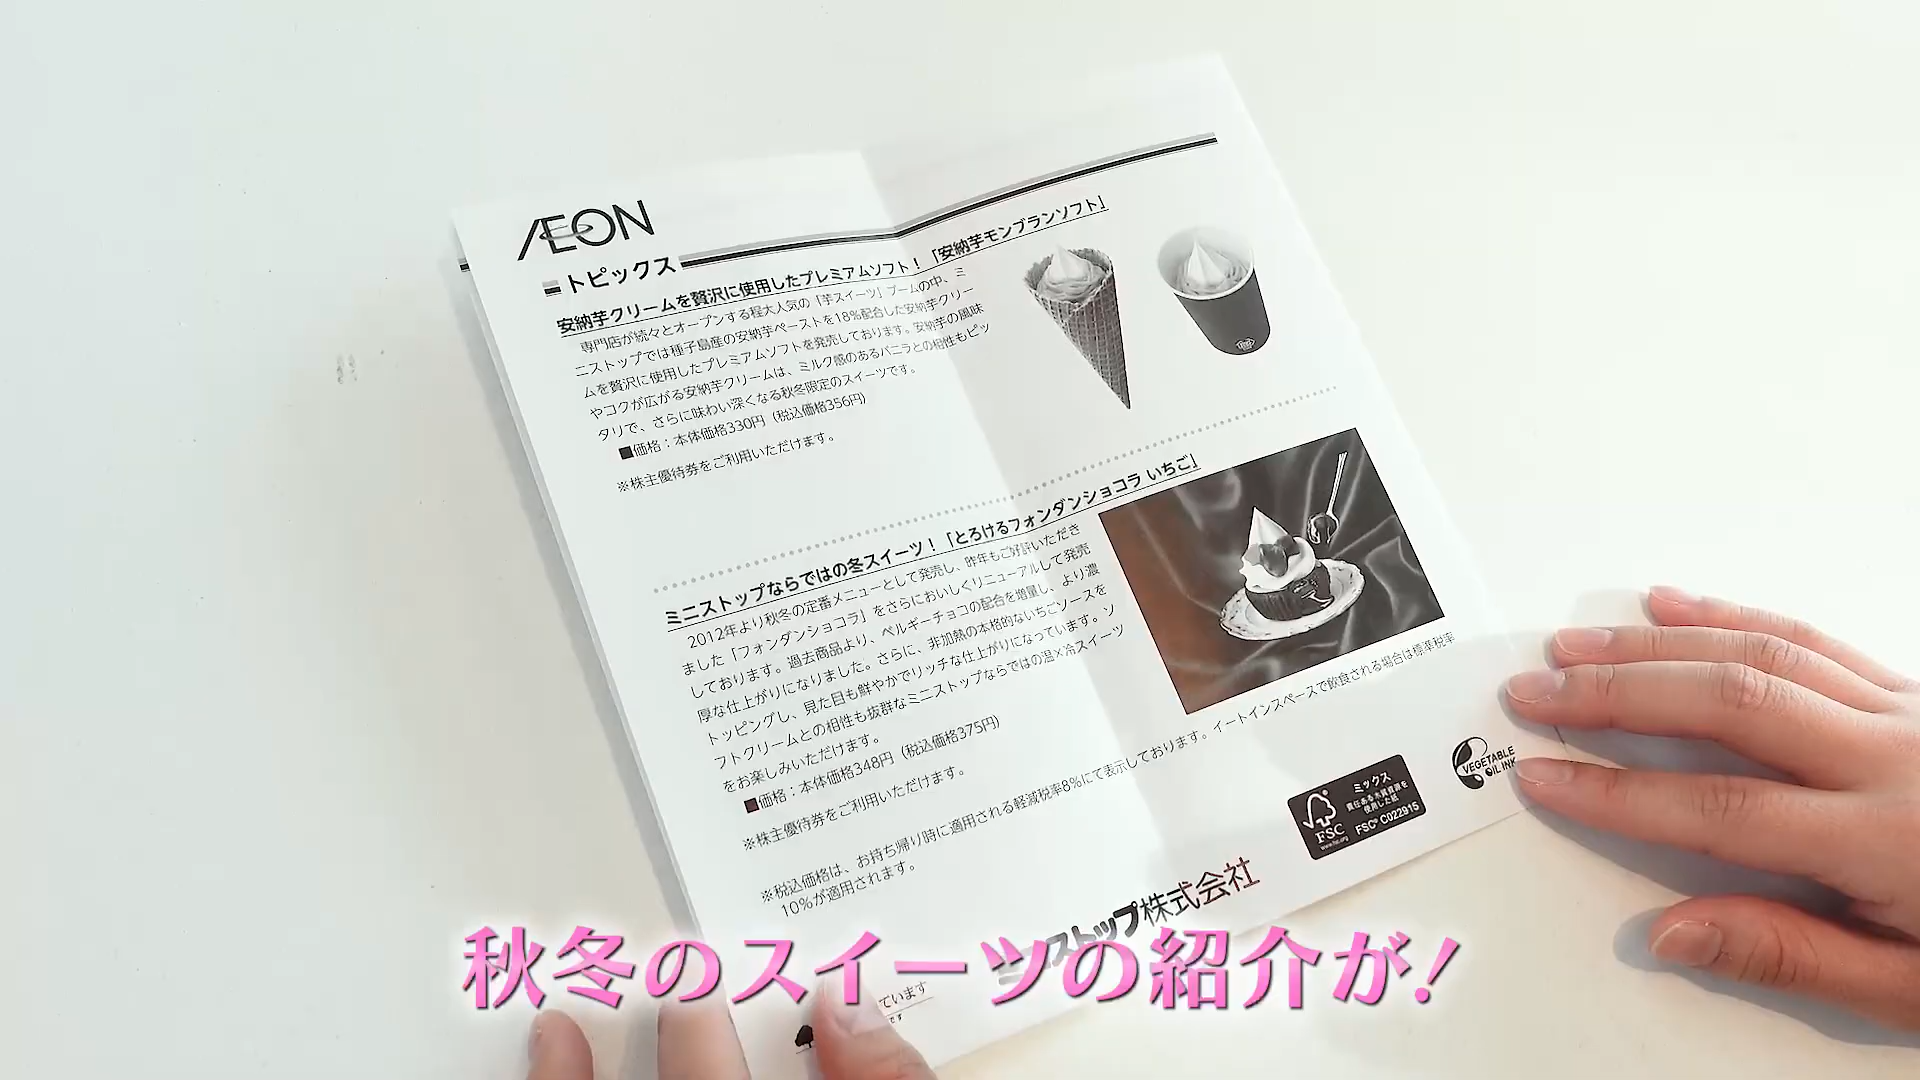 ÆON
トピックス
安納芋クリームを贅沢に使用したプレミアムソフト！「安納芋モンブランソフト」
専門店が続々とオープンする程大人気の「芋スイーツ」ブームの中、ミ
ニストップでは種子島産の安納芋ペーストを18%配合した安納芋クリー
ムを贅沢に使用したプレミアムソフトを発売しております。安納芋の風味
やコクが広がる安納芋クリームは、ミルク感のあるバニラとの相性もピッ
タリで、さらに味わい深くなる秋冬限定のスイーツです。
■価格：本体価格330円（税込価格356円）
※株主優待券をご利用いただけます。
ミニストップならではの冬スイーツ！「とろけるフォンダンショコラ いちご」
2012年より秋冬の定番メニューとして発売し、昨年もご好評いただき
ました「フォンダンショコラ」をさらにおいしくリニューアルして発売
しております。過去商品より、ベルギーチョコの配合を増量し、より濃
厚な仕上がりになりました。さらに、非加熱の本格的ないちごソースを
トッピングし、見た目も鮮やかでリッチな仕上がりになっています。ソ
フトクリームとの相性も抜群なミニストップならではの温×冷スイーツ
をお楽しみいただけます。
■価格：本体価格348円（税込価格375円）
※株主優待券をご利用いただけます。
※税込価格は、お持ち帰り時に適用される軽減税率8%にて表示しております。イートインスペースで飲食される場合は標準税率
10%が適用されます。
ミックス
責任ある木質資源を
使用した紙
FSC
www.fsc.org
FSC® C022915
VEGETABLE
OIL INK
ミニストップ株式会社
ています
です
秋冬のスイーツの紹介が!